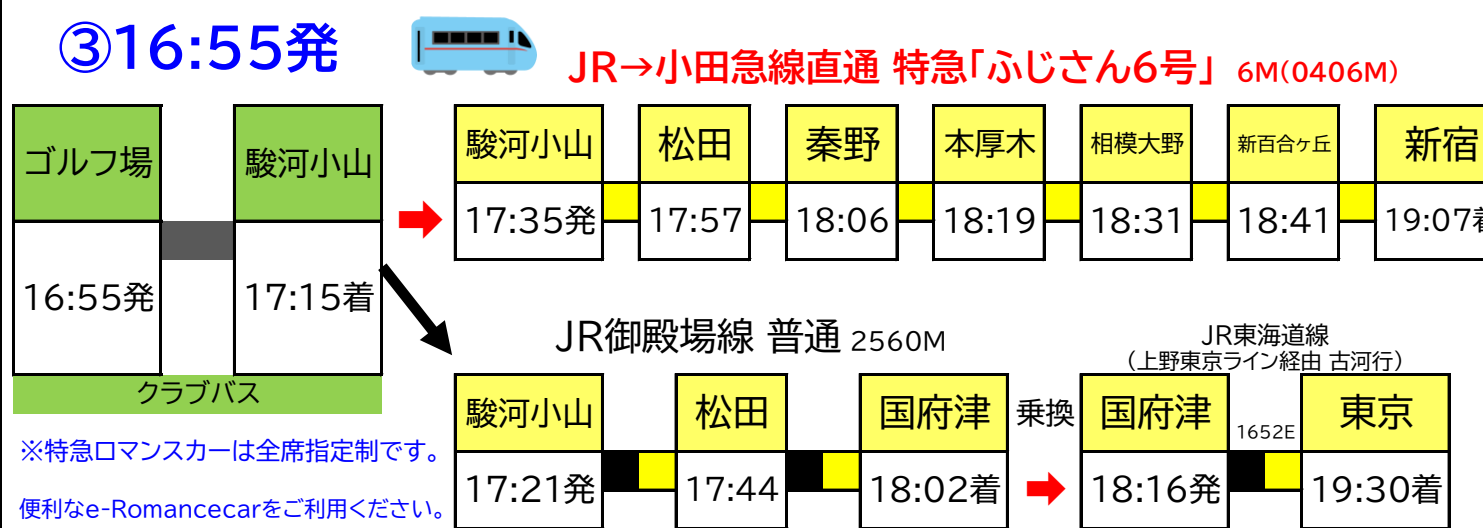 ③16:55発
JR→小田急線直通 特急「ふじさん6号」 6M(0406M)
ゴルフ場 駿河小山
16:55発 17:15着
クラブバス
駿河小山 松田 秦野 本厚木 相模大野 新百合ヶ丘 新宿
17:35発 17:57 18:06 18:19 18:31 18:41 19:07着
JR御殿場線 普通 2560M
JR東海道線
（上野東京ライン経由 古河行）
駿河小山 松田 国府津 乗換 国府津 1652E 東京
17:21発 17:44 18:02着 18:16発 19:30着
※特急ロマンスカーは全席指定制です。
便利なe-Romancecarをご利用ください。